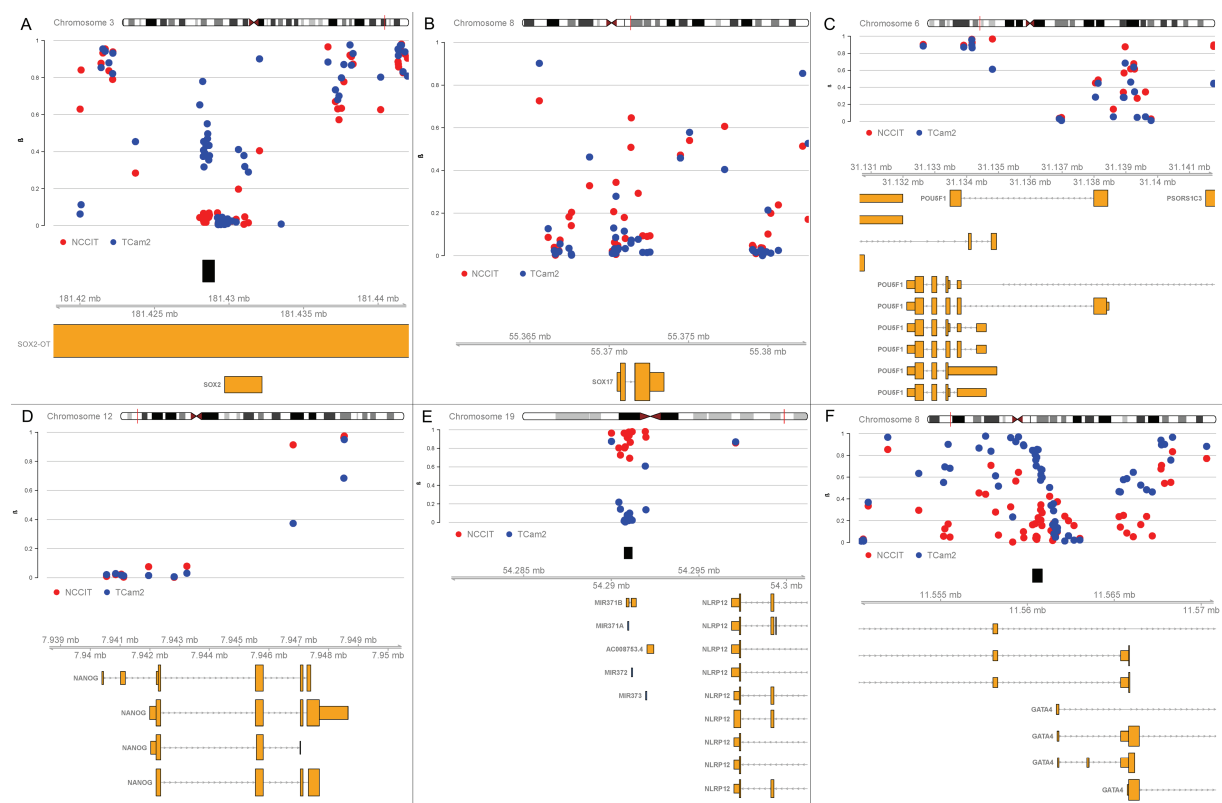 A
Chromosome 3
1
0.8
0.6
0.4
0.2
0
ß
NCCIT TCam2
181.42 mb 181.43 mb 181.44 mb
181.425 mb 181.435 mb
SOX2-OT
SOX2
B
Chromosome 8
1
0.8
0.6
0.4
0.2
0
ß
NCCIT TCam2
55.365 mb 55.375 mb
55.37 mb 55.38 mb
SOX17
C
Chromosome 6
1
0.8
0.6
0.4
0.2
0
ß
NCCIT TCam2
31.131 mb 31.133 mb 31.135 mb 31.137 mb 31.139 mb 31.141 mb
31.132 mb 31.134 mb 31.136 mb 31.138 mb 31.14 mb
POU5F1 PSORS1C3
POU5F1
POU5F1
POU5F1
POU5F1
POU5F1
POU5F1
D
Chromosome 12
1
0.8
0.6
0.4
0.2
0
ß
NCCIT TCam2
7.939 mb 7.941 mb 7.943 mb 7.945 mb 7.947 mb 7.949 mb
7.94 mb 7.942 mb 7.944 mb 7.946 mb 7.948 mb 7.95 mb
NANOG
NANOG
NANOG
NANOG
E
Chromosome 19
1
0.8
0.6
0.4
0.2
0
ß
NCCIT TCam2
54.285 mb 54.295 mb
54.29 mb 54.3 mb
MIR371B NLRP12
MIR371A NLRP12
AC008753.4 NLRP12
MIR372 NLRP12
MIR373 NLRP12
NLRP12
NLRP12
NLRP12
NLRP12
F
Chromosome 8
1
0.8
0.6
0.4
0.2
0
ß
NCCIT TCam2
11.555 mb 11.565 mb
11.56 mb 11.57 mb
GATA4
GATA4
GATA4
GATA4